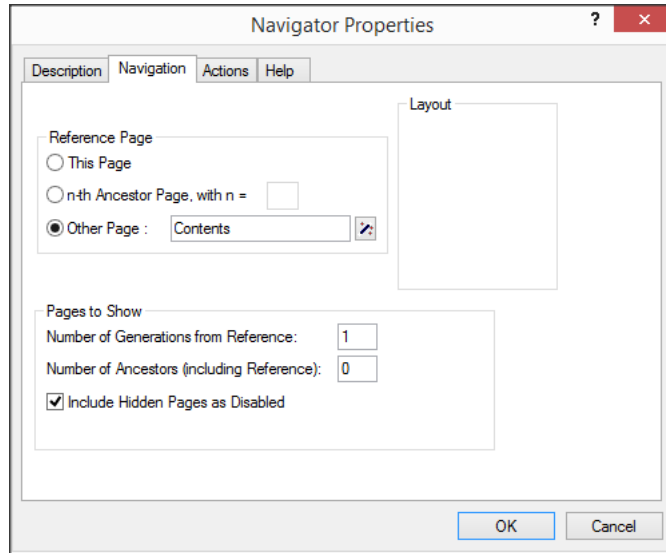 Navigator Properties
?
Description Navigation Actions Help
Layout
Reference Page
This Page
n-th Ancestor Page, with n =
Other Page : Contents
Pages to Show
Number of Generations from Reference: 1
Number of Ancestors (including Reference): 0
Include Hidden Pages as Disabled
OK Cancel